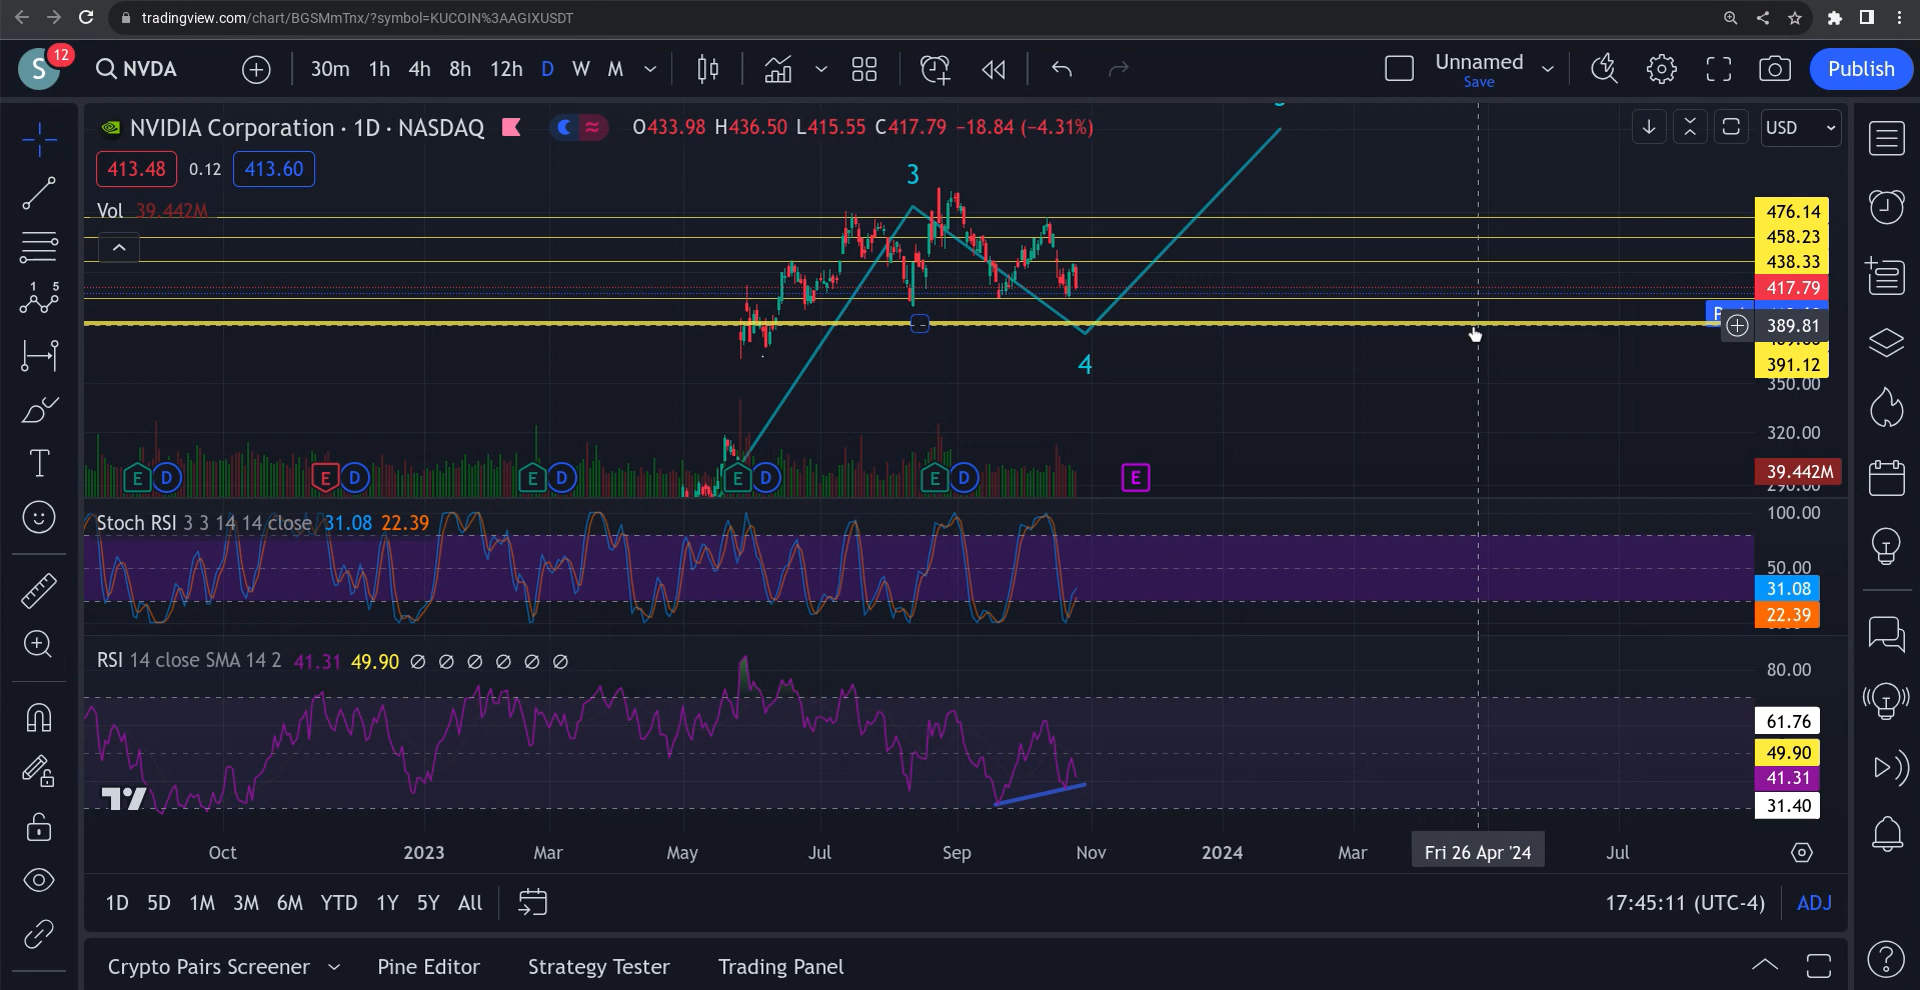 tradingview.com/chart/BGSMmTnx/?symbol=KUCOIN%3AAGIXUSDT
S 12 NVDA 30m 1h 4h 8h 12h D W M Unnamed Save Publish
NVIDIA Corporation · 1D · NASDAQ O433.98 H436.50 L415.55 C417.79 −18.84 (−4.31%) USD
413.48 0.12 413.60
3
Vol 39.442M
476.14
458.23
438.33
417.79
389.81
391.12
4
350.00
320.00
E D E D E D E D E D E
39.442M
Stoch RSI 3 3 14 14 close 31.08 22.39
100.00
50.00
31.08
22.39
RSI 14 close SMA 14 2 41.31 49.90 ∅ ∅ ∅ ∅ ∅ ∅
80.00
61.76
49.90
41.31
31.40
Oct 2023 Mar May Jul Sep Nov 2024 Mar Fri 26 Apr '24 Jul
1D 5D 1M 3M 6M YTD 1Y 5Y All 17:45:11 (UTC-4) ADJ
Crypto Pairs Screener Pine Editor Strategy Tester Trading Panel